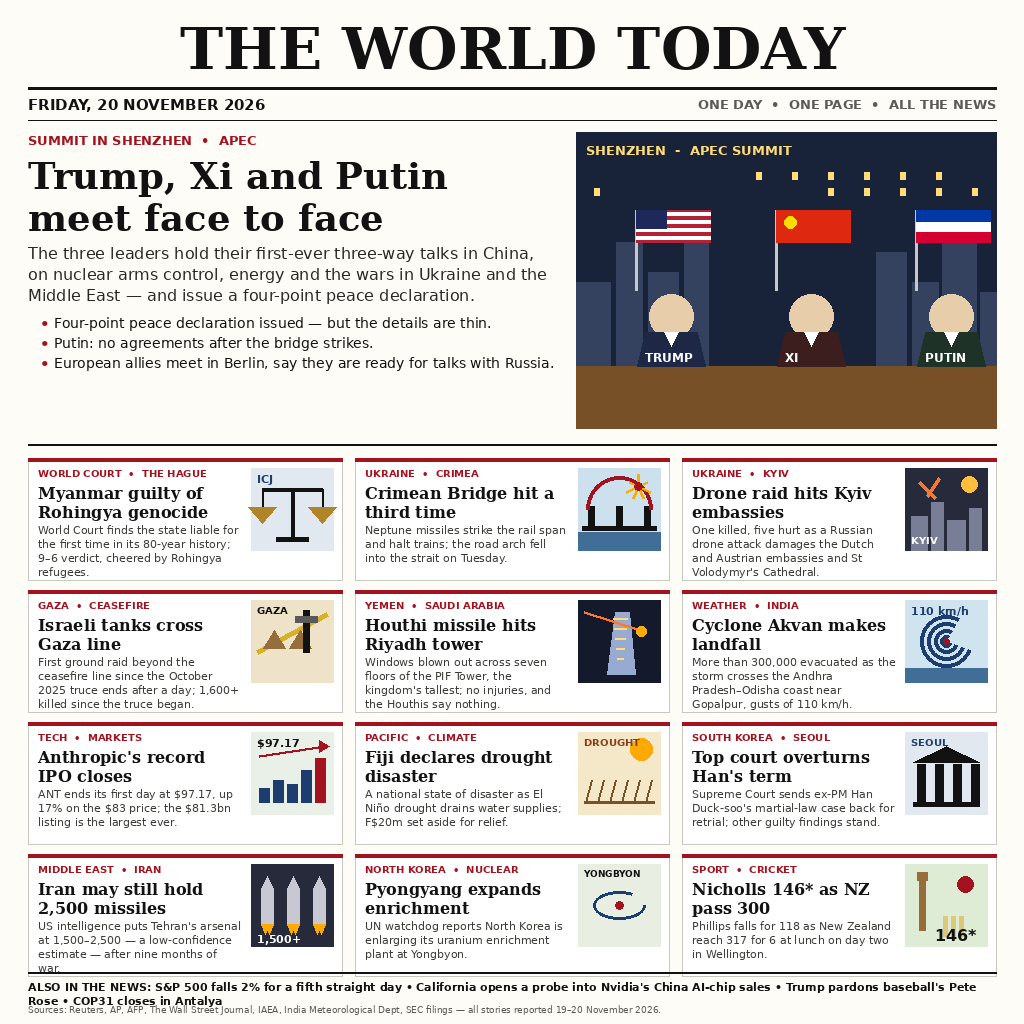 THE WORLD TODAY
FRIDAY, 20 NOVEMBER 2026
ONE DAY • ONE PAGE • ALL THE NEWS
SUMMIT IN SHENZHEN • APEC
Trump, Xi and Putin
meet face to face
The three leaders hold their first-ever three-way talks in China,
on nuclear arms control, energy and the wars in Ukraine and the
Middle East — and issue a four-point peace declaration.
• Four-point peace declaration issued — but the details are thin.
• Putin: no agreements after the bridge strikes.
• European allies meet in Berlin, say they are ready for talks with Russia.
SHENZHEN - APEC SUMMIT
TRUMP
XI
PUTIN
WORLD COURT • THE HAGUE
Myanmar guilty of
Rohingya genocide
World Court finds the state liable for
the first time in its 80-year history;
9–6 verdict, cheered by Rohingya
refugees.
ICJ
UKRAINE • CRIMEA
Crimean Bridge hit a
third time
Neptune missiles strike the rail span
and halt trains; the road arch fell
into the strait on Tuesday.
UKRAINE • KYIV
Drone raid hits Kyiv
embassies
One killed, five hurt as a Russian
drone attack damages the Dutch
and Austrian embassies and St
Volodymyr's Cathedral.
KYIV
GAZA • CEASEFIRE
Israeli tanks cross
Gaza line
First ground raid beyond the
ceasefire line since the October
2025 truce ends after a day; 1,600+
killed since the truce began.
GAZA
YEMEN • SAUDI ARABIA
Houthi missile hits
Riyadh tower
Windows blown out across seven
floors of the PIF Tower, the
kingdom's tallest; no injuries, and
the Houthis say nothing.
WEATHER • INDIA
Cyclone Akvan makes
landfall
More than 300,000 evacuated as the
storm crosses the Andhra
Pradesh–Odisha coast near
Gopalpur, gusts of 110 km/h.
110 km/h
TECH • MARKETS
Anthropic's record
IPO closes
ANT ends its first day at $97.17, up
17% on the $83 price; the $81.3bn
listing is the largest ever.
$97.17
PACIFIC • CLIMATE
Fiji declares drought
disaster
A national state of disaster as El
Niño drought drains water supplies;
F$20m set aside for relief.
DROUGHT
SOUTH KOREA • SEOUL
Top court overturns
Han's term
Supreme Court sends ex-PM Han
Duck-soo's martial-law case back for
retrial; other guilty findings stand.
SEOUL
MIDDLE EAST • IRAN
Iran may still hold
2,500 missiles
US intelligence puts Tehran's arsenal
at 1,500–2,500 — a low-confidence
estimate — after nine months of
war.
1,500+
NORTH KOREA • NUCLEAR
Pyongyang expands
enrichment
UN watchdog reports North Korea is
enlarging its uranium enrichment
plant at Yongbyon.
YONGBYON
SPORT • CRICKET
Nicholls 146* as NZ
pass 300
Phillips falls for 118 as New Zealand
reach 317 for 6 at lunch on day two
in Wellington.
146*
ALSO IN THE NEWS: S&P 500 falls 2% for a fifth straight day • California opens a probe into Nvidia's China AI-chip sales • Trump pardons baseball's Pete
Rose • COP31 closes in Antalya
Sources: Reuters, AP, AFP, The Wall Street Journal, IAEA, India Meteorological Dept, SEC filings — all stories reported 19–20 November 2026.